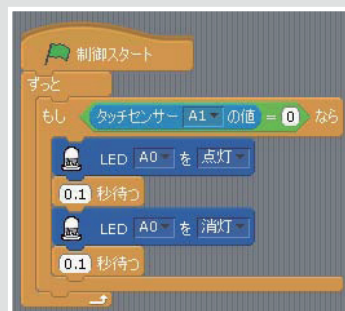 制御スタート
ずっと
もし タッチセンサー A1 の値 = 0 なら
LED A0 を 点灯
0.1 秒待つ
LED A0 を 消灯
0.1 秒待つ